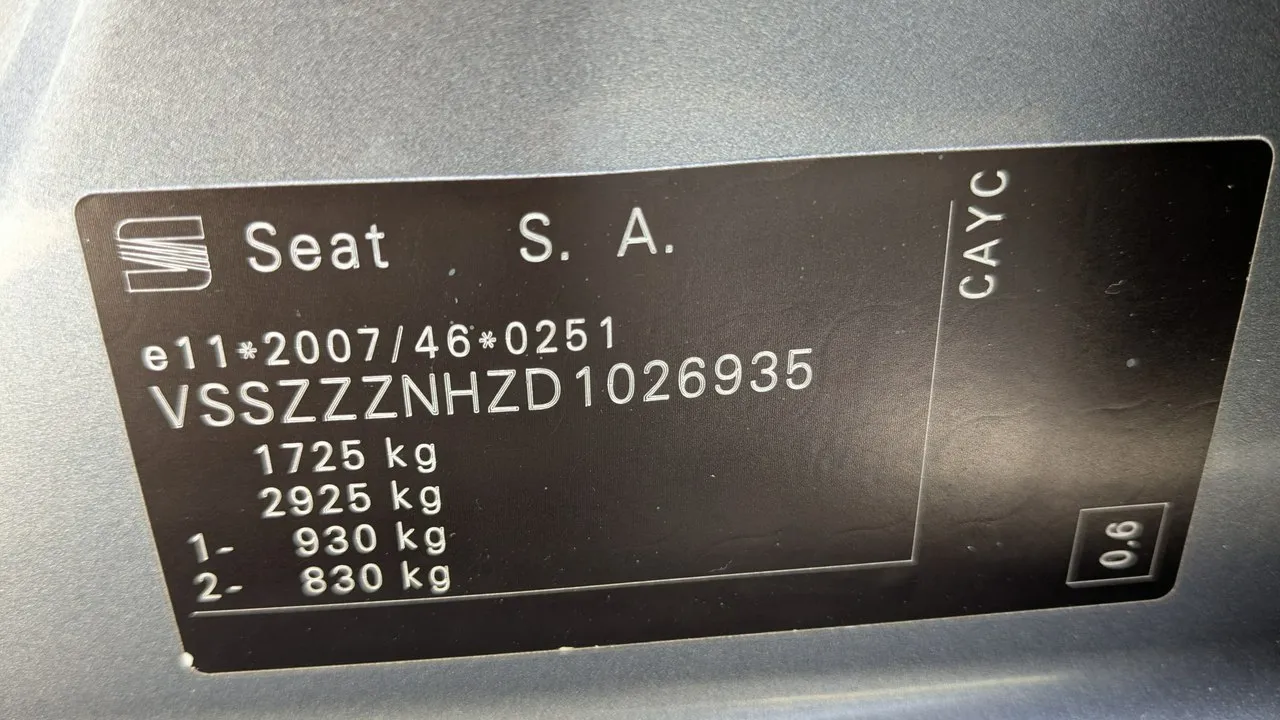 Seat S. A.
e11*2007/46*0251
VSSZZZNHZD1026935
1725 kg
2925 kg
1- 930 kg
2- 830 kg
CAYC
0,6